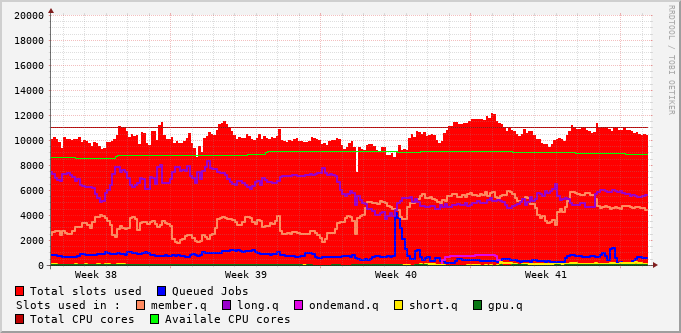 RRDTOOL / TOBI OETIKER
20000
18000
16000
14000
12000
10000
8000
6000
4000
2000
0
Week 38 Week 39 Week 40 Week 41
Total slots used Queued Jobs
Slots used in : member.q long.q ondemand.q short.q gpu.q
Total CPU cores Availale CPU cores